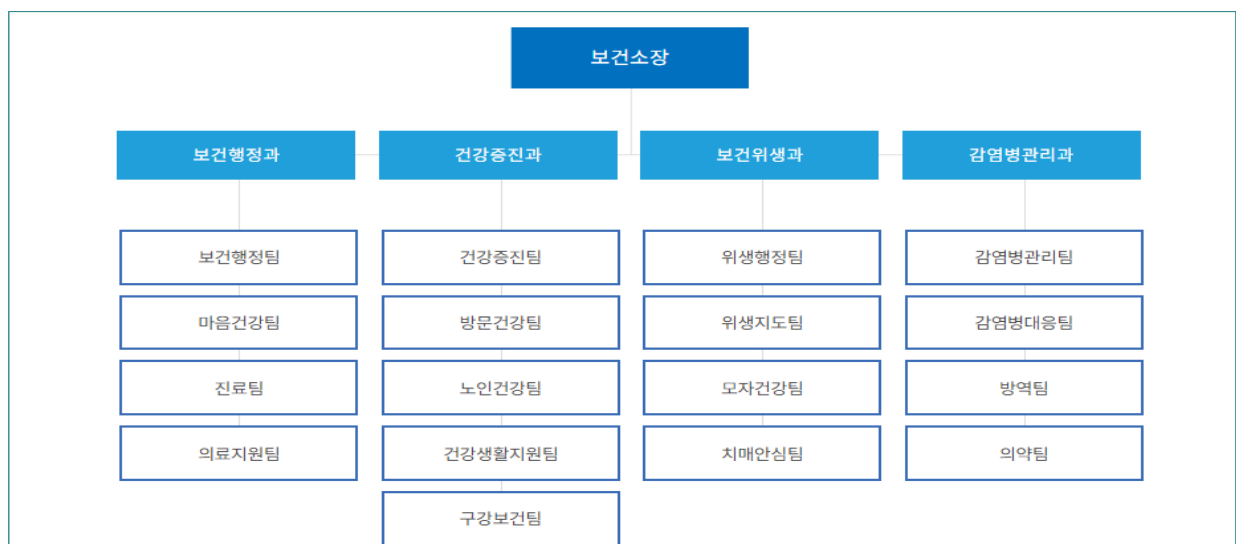 보건소장
보건행정과 건강증진과 보건위생과 감염병관리과
보건행정팀 건강증진팀 위생행정팀 감염병관리팀
마음건강팀 방문건강팀 위생지도팀 감염병대응팀
진료팀 노인건강팀 모자건강팀 방역팀
의료지원팀 건강생활지원팀 치매안심팀 의약팀
구강보건팀